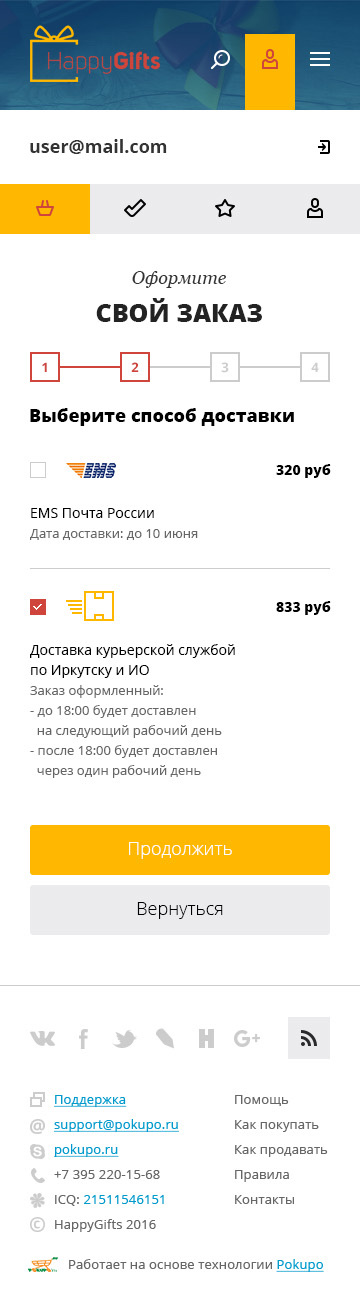 HappyGifts
user@mail.com
Оформите
СВОЙ ЗАКАЗ
1 2 3 4
Выберите способ доставки
EMS 320 руб
EMS Почта России
Дата доставки: до 10 июня
833 руб
Доставка курьерской службой
по Иркутску и ИО
Заказ оформленный:
- до 18:00 будет доставлен
на следующий рабочий день
- после 18:00 будет доставлен
через один рабочий день
Продолжить
Вернуться
Поддержка
support@pokupo.ru
pokupo.ru
+7 395 220-15-68
ICQ: 21511546151
© HappyGifts 2016
Помощь
Как покупать
Как продавать
Правила
Контакты
Работает на основе технологии Pokupo